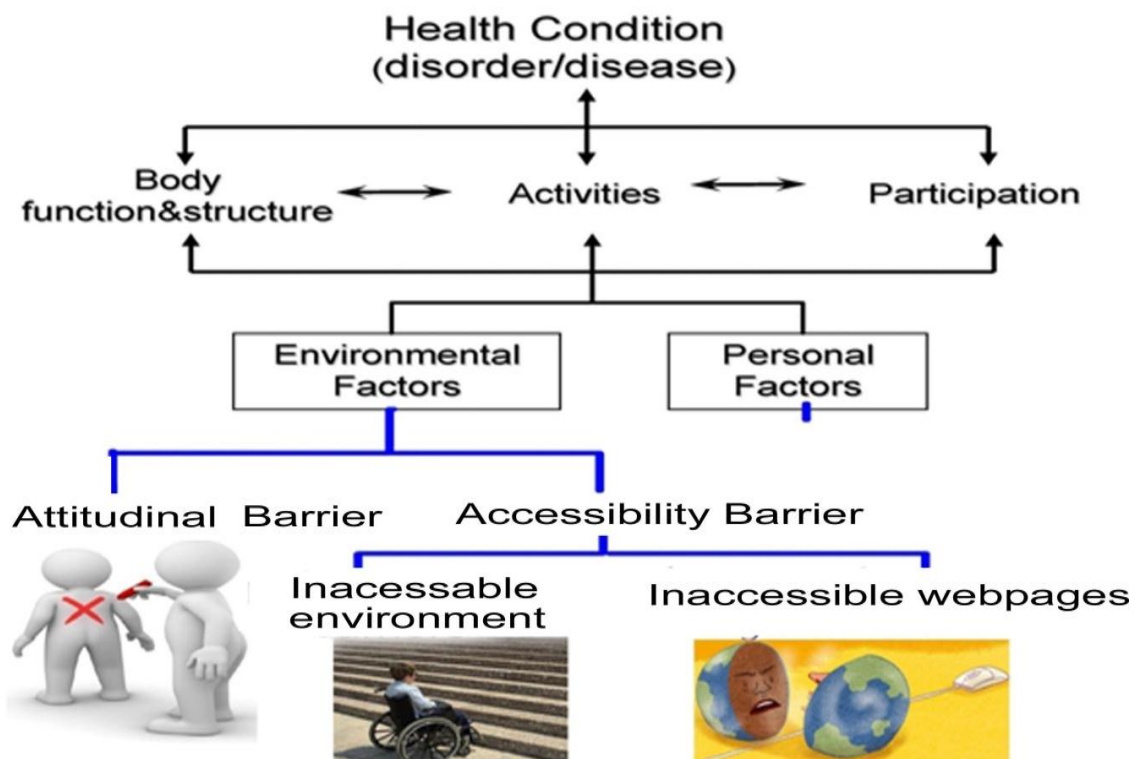 Health Condition
(disorder/disease)
Body
function&structure
Activities
Participation
Environmental
Factors
Personal
Factors
Attitudinal Barrier
Accessibility Barrier
Inacessable
environment
Inaccessible webpages